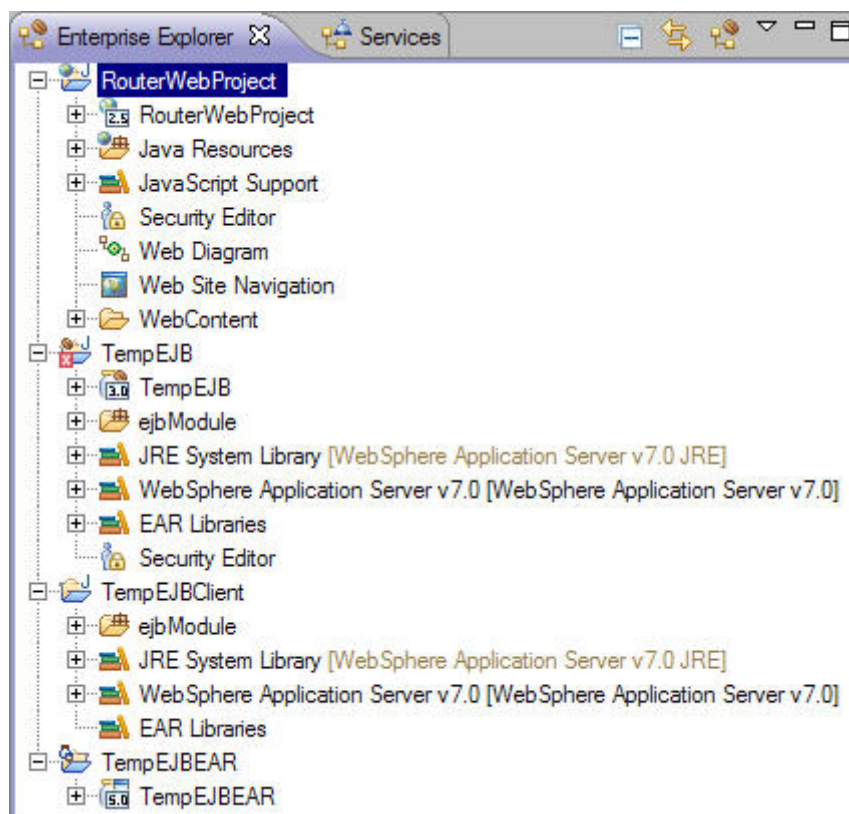 Enterprise Explorer Services
RouterWebProject
2.5 RouterWebProject
Java Resources
JavaScript Support
Security Editor
Web Diagram
Web Site Navigation
WebContent
TempEJB
3.0 TempEJB
ejbModule
JRE System Library [WebSphere Application Server v7.0 JRE]
WebSphere Application Server v7.0 [WebSphere Application Server v7.0]
EAR Libraries
Security Editor
TempEJBClient
ejbModule
JRE System Library [WebSphere Application Server v7.0 JRE]
WebSphere Application Server v7.0 [WebSphere Application Server v7.0]
EAR Libraries
TempEJBEAR
5.0 TempEJBEAR